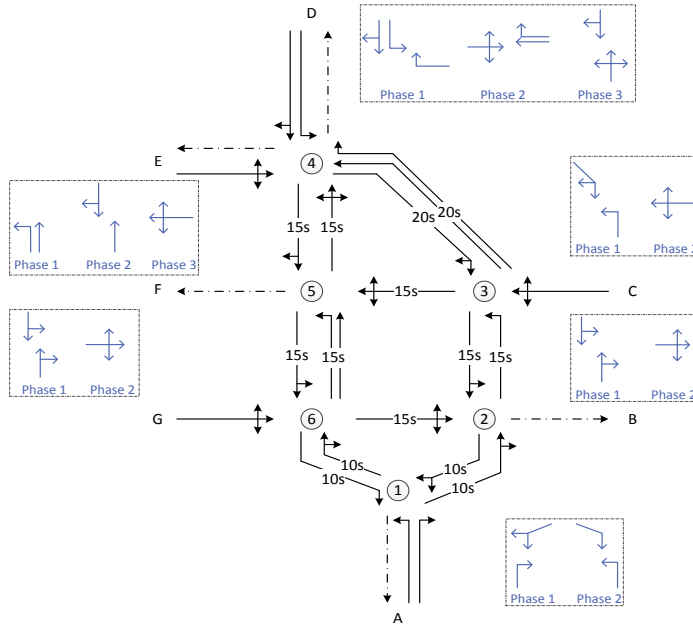 D
Phase 1
Phase 2
Phase 3
E
4
20s
20s
15s
15s
Phase 1
Phase 2
Phase 3
Phase 1
Phase 2
F
5
15s
3
C
15s
15s
15s
15s
Phase 1
Phase 2
Phase 1
Phase 2
G
6
15s
2
B
10s
10s
10s
10s
1
Phase 1
Phase 2
A